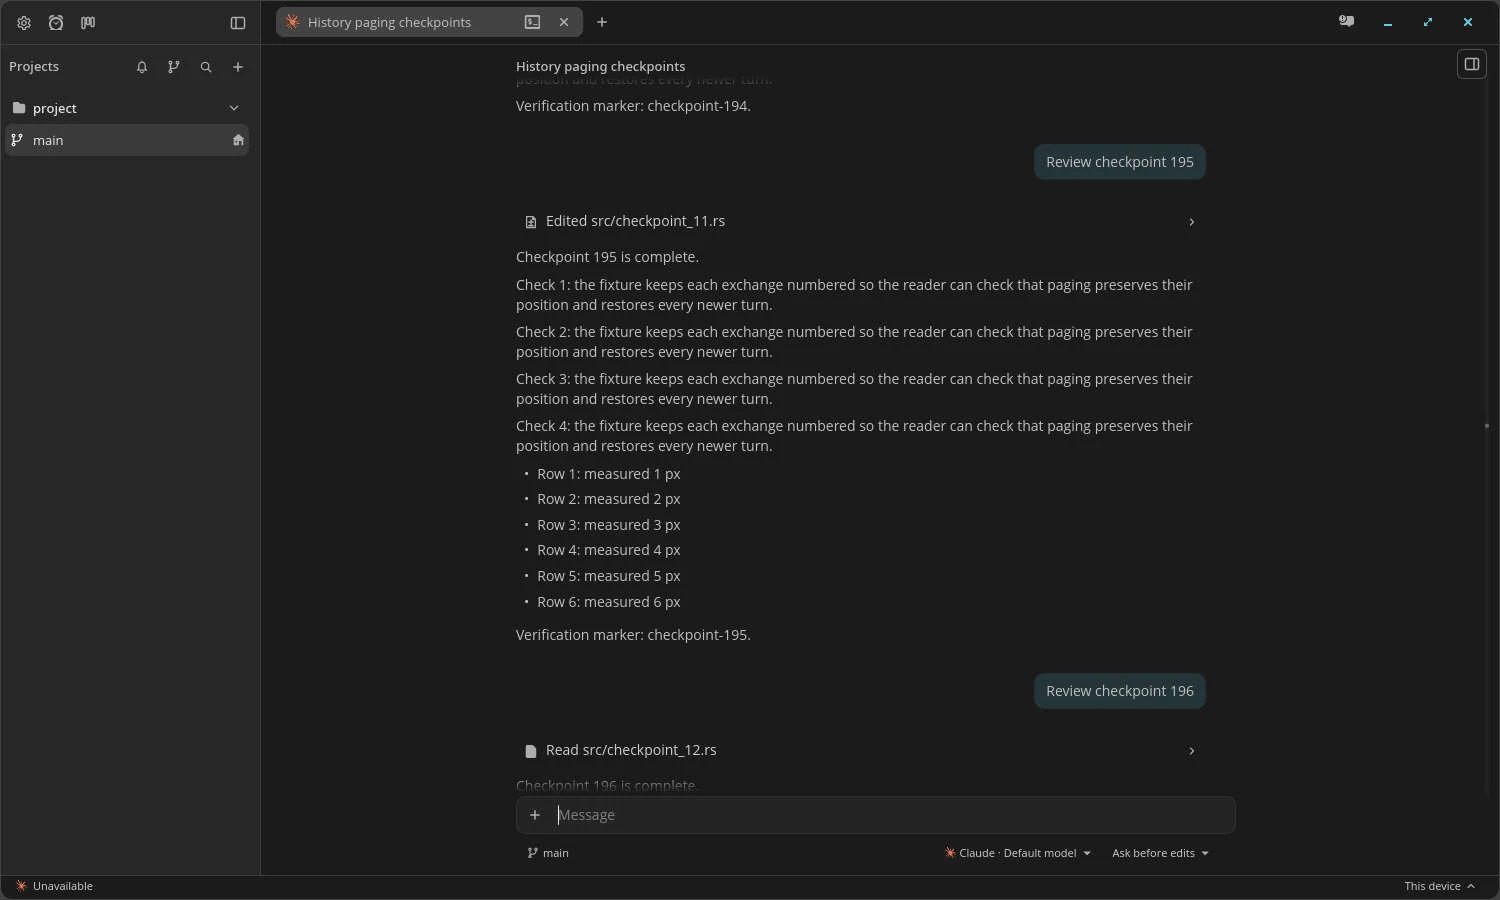 History paging checkpoints
Projects
project
main
History paging checkpoints
position and restores every newer turn.
Verification marker: checkpoint-194.
Review checkpoint 195
Edited src/checkpoint_11.rs
Checkpoint 195 is complete.
Check 1: the fixture keeps each exchange numbered so the reader can check that paging preserves their
position and restores every newer turn.
Check 2: the fixture keeps each exchange numbered so the reader can check that paging preserves their
position and restores every newer turn.
Check 3: the fixture keeps each exchange numbered so the reader can check that paging preserves their
position and restores every newer turn.
Check 4: the fixture keeps each exchange numbered so the reader can check that paging preserves their
position and restores every newer turn.
• Row 1: measured 1 px
• Row 2: measured 2 px
• Row 3: measured 3 px
• Row 4: measured 4 px
• Row 5: measured 5 px
• Row 6: measured 6 px
Verification marker: checkpoint-195.
Review checkpoint 196
Read src/checkpoint_12.rs
Checkpoint 196 is complete.
Message
main
Claude · Default model
Ask before edits
Unavailable
This device